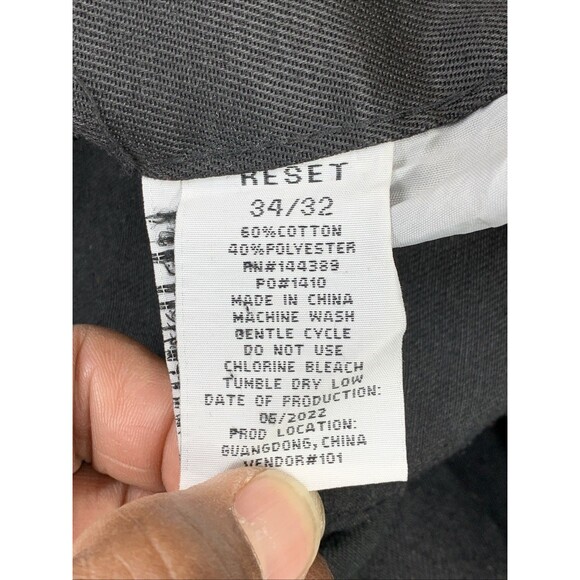 RESET
34/32
60%COTTON
40%POLYESTER
RN#144389
PO#1410
MADE IN CHINA
MACHINE WASH
GENTLE CYCLE
DO NOT USE
CHLORINE BLEACH
TUMBLE DRY LOW
DATE OF PRODUCTION:
06/2022
PROD LOCATION:
GUANGDONG, CHINA
VENDOR#101